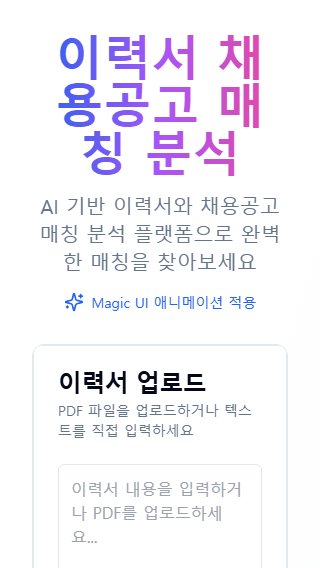 이력서 채
용공고 매
칭 분석
AI 기반 이력서와 채용공고
매칭 분석 플랫폼으로 완벽
한 매칭을 찾아보세요
Magic UI 애니메이션 적용
이력서 업로드
PDF 파일을 업로드하거나 텍스
트를 직접 입력하세요
이력서 내용을 입력하거
나 PDF를 업로드하세
요...